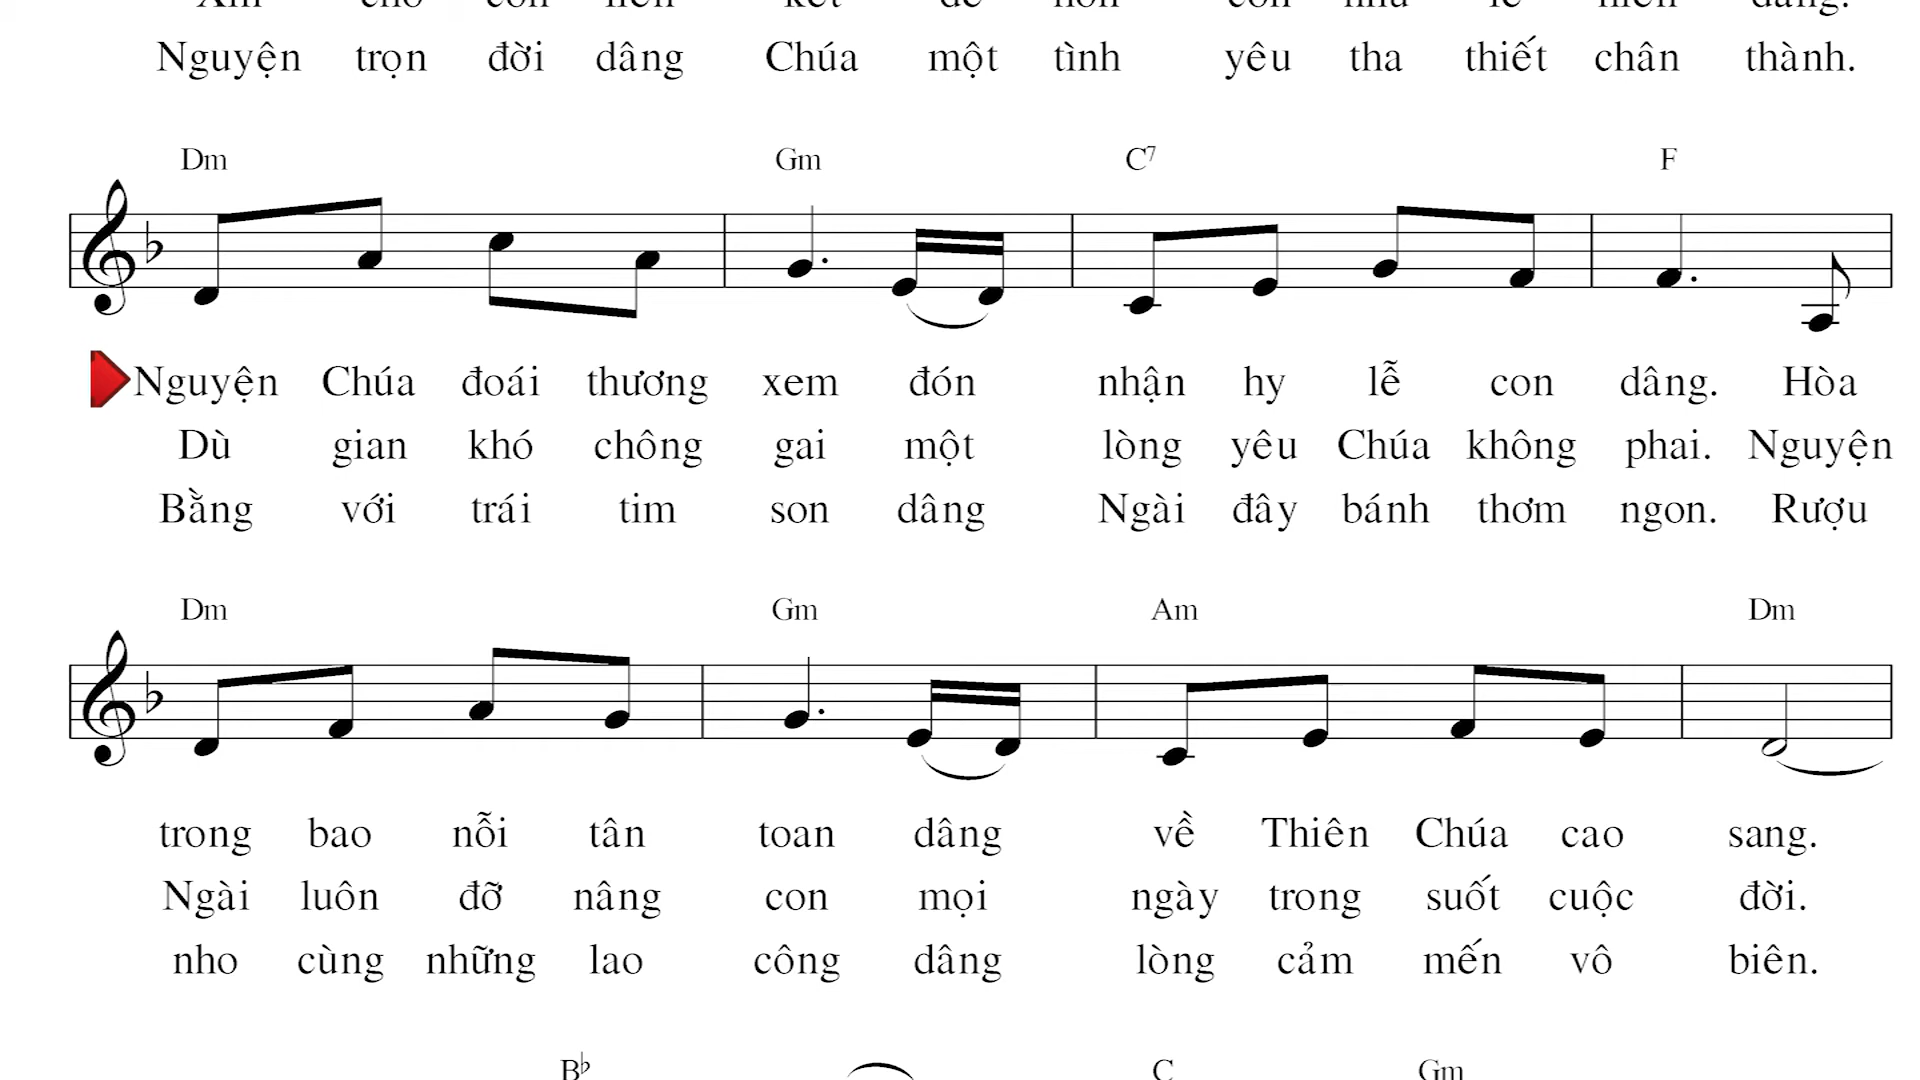 Nguyện trọn đời dâng Chúa một tình yêu tha thiết chân thành.
Dm Gm C7 F
Nguyện Chúa đoái thương xem đón nhận hy lễ con dâng. Hòa
Dù gian khó chông gai một lòng yêu Chúa không phai. Nguyện
Bằng với trái tim son dâng Ngài đây bánh thơm ngon. Rượu
Dm Gm Am Dm
trong bao nỗi tân toan dâng về Thiên Chúa cao sang.
Ngài luôn đỡ nâng con mọi ngày trong suốt cuộc đời.
nho cùng những lao công dâng lòng cảm mến vô biên.
B♭ C Gm